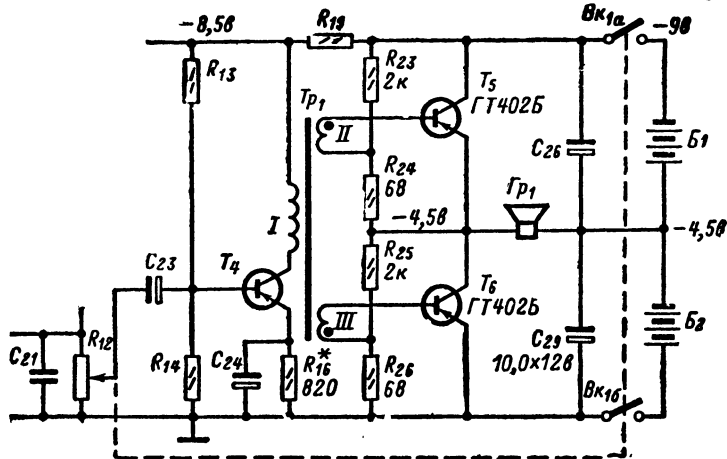 -8,5в
R19
Вк1а
-9в
R13
R23
2к
T5
ГТ402Б
Тр1
II
C26
Б1
R24
68
Гр1
-4,5в
-4,5в
I
C23
T4
R25
2к
T6
ГТ402Б
III
Б2
R12
C21
R14
C24
R16*
820
R26
68
C29
10,0×12в
Вк1б